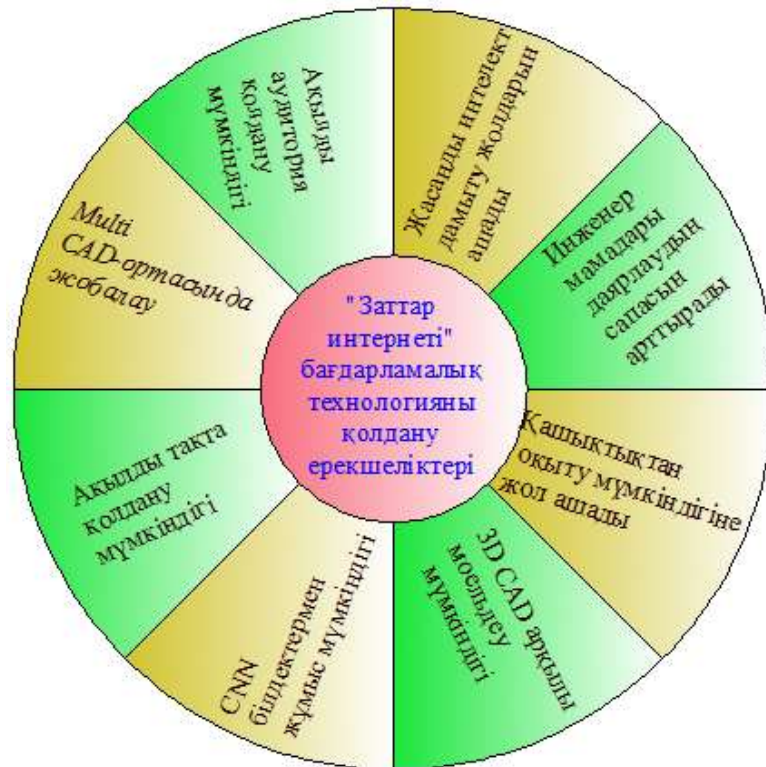 "Заттар
интернеті"
бағдарламалық
технологияны
қолдану
ерекшеліктері
Жасанды интелект
дамыту жолдарын
ашады
Инженер
мамадары
даярлаудың
сапасын
арттырады
Қашықтықтан
оқыту мүмкіндігіне
жол ашады
3D CAD арқылы
моельдеу
мүмкіндігі
CNN
білдектермен
жұмыс мүмкіндігі
Ақылды тақта
қолдану
мүмкіндігі
Multi
CAD-ортасында
жобалау
Ақылды
аудитория
қолдану
мүмкіндігі